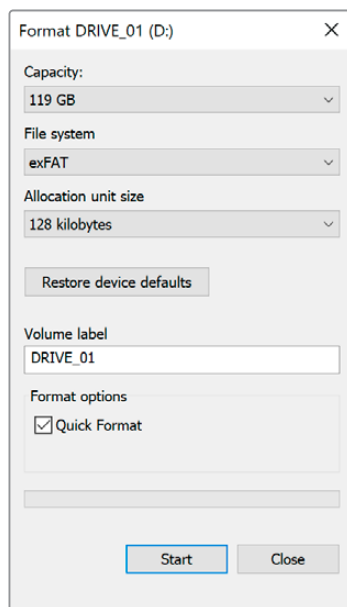 Format DRIVE_01 (D:)
Capacity:
119 GB
File system
exFAT
Allocation unit size
128 kilobytes
Restore device defaults
Volume label
DRIVE_01
Format options
Quick Format
Start Close